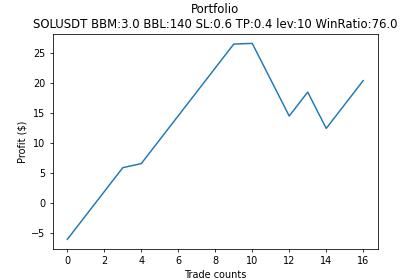 Portfolio
SOLUSDT BBM:3.0 BBL:140 SL:0.6 TP:0.4 lev:10 WinRatio:76.0
25
20
15
10
5
0
−5
Profit ($)
0 2 4 6 8 10 12 14 16
Trade counts